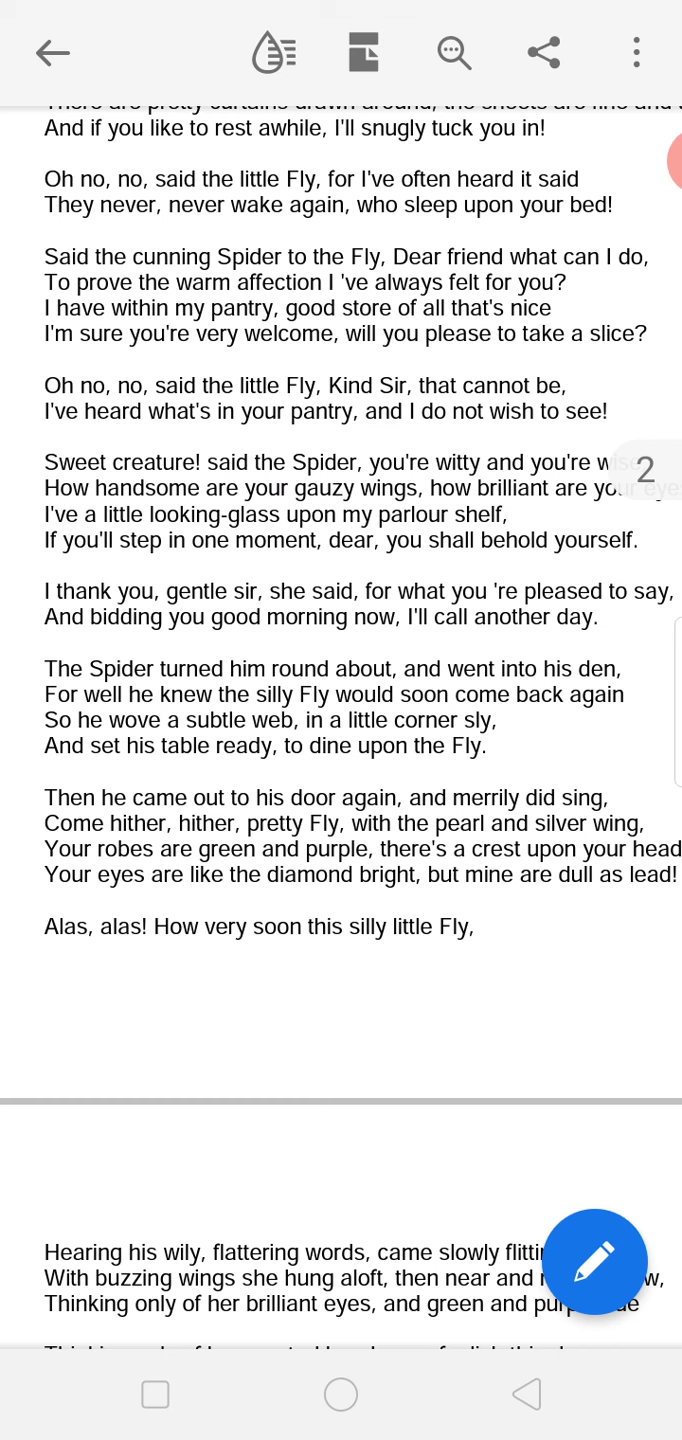 And if you like to rest awhile, I'll snugly tuck you in!
Oh no, no, said the little Fly, for I've often heard it said
They never, never wake again, who sleep upon your bed!
Said the cunning Spider to the Fly, Dear friend what can I do,
To prove the warm affection I 've always felt for you?
I have within my pantry, good store of all that's nice
I'm sure you're very welcome, will you please to take a slice?
Oh no, no, said the little Fly, Kind Sir, that cannot be,
I've heard what's in your pantry, and I do not wish to see!
Sweet creature! said the Spider, you're witty and you're wise
2
How handsome are your gauzy wings, how brilliant are your eyes
I've a little looking-glass upon my parlour shelf,
If you'll step in one moment, dear, you shall behold yourself.
I thank you, gentle sir, she said, for what you 're pleased to say,
And bidding you good morning now, I'll call another day.
The Spider turned him round about, and went into his den,
For well he knew the silly Fly would soon come back again
So he wove a subtle web, in a little corner sly,
And set his table ready, to dine upon the Fly.
Then he came out to his door again, and merrily did sing,
Come hither, hither, pretty Fly, with the pearl and silver wing,
Your robes are green and purple, there's a crest upon your head
Your eyes are like the diamond bright, but mine are dull as lead!
Alas, alas! How very soon this silly little Fly,
Hearing his wily, flattering words, came slowly
With buzzing wings she hung aloft, then near and
Thinking only of her brilliant eyes, and green and